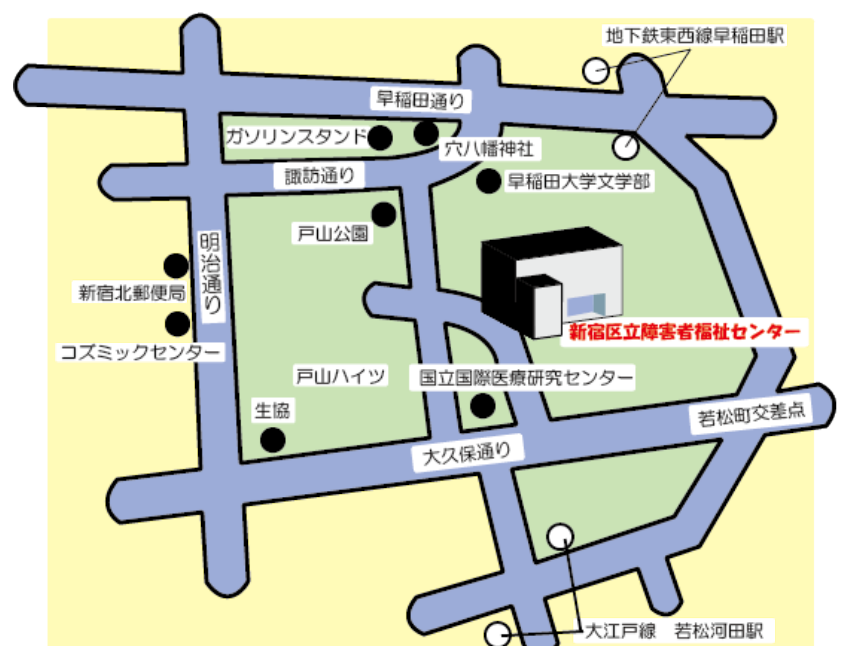 地下鉄東西線早稲田駅
早稲田通り
ガソリンスタンド
穴八幡神社
諏訪通り
早稲田大学文学部
戸山公園
明治通り
新宿北郵便局
新宿区立障害者福祉センター
コズミックセンター
戸山ハイツ
国立国際医療研究センター
生協
若松町交差点
大久保通り
大江戸線 若松河田駅